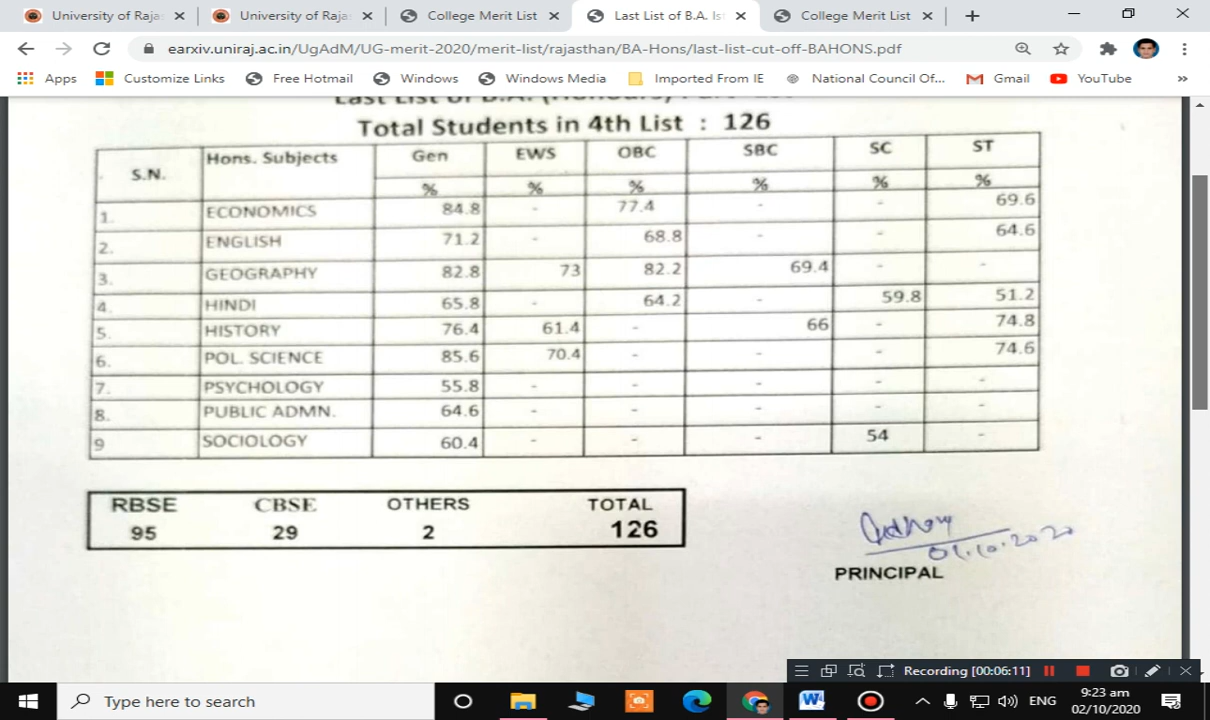 University of Raja
University of Raja
College Merit List
Last List of B.A. Is
College Merit List
earxiv.uniraj.ac.in/UgAdM/UG-merit-2020/merit-list/rajasthan/BA-Hons/last-list-cut-off-BAHONS.pdf
Apps Customize Links Free Hotmail Windows Windows Media Imported From IE National Council Of... Gmail YouTube »
Last List of B.A. (Honours)
Total Students in 4th List : 126
S.N. Hons. Subjects Gen EWS OBC SBC SC ST
% % % % % %
1. ECONOMICS 84.8 - 77.4 - - 69.6
2. ENGLISH 71.2 - 68.8 - - 64.6
3. GEOGRAPHY 82.8 73 82.2 69.4 - -
4. HINDI 65.8 - 64.2 - 59.8 51.2
5. HISTORY 76.4 61.4 - 66 - 74.8
6. POL. SCIENCE 85.6 70.4 - - - 74.6
7. PSYCHOLOGY 55.8 - - - - -
8. PUBLIC ADMN. 64.6 - - - - -
9 SOCIOLOGY 60.4 - - - 54 -
RBSE CBSE OTHERS TOTAL
95 29 2 126
01.10.2020
PRINCIPAL
Recording [00:06:11]
Type here to search
ENG
9:23 am
02/10/2020